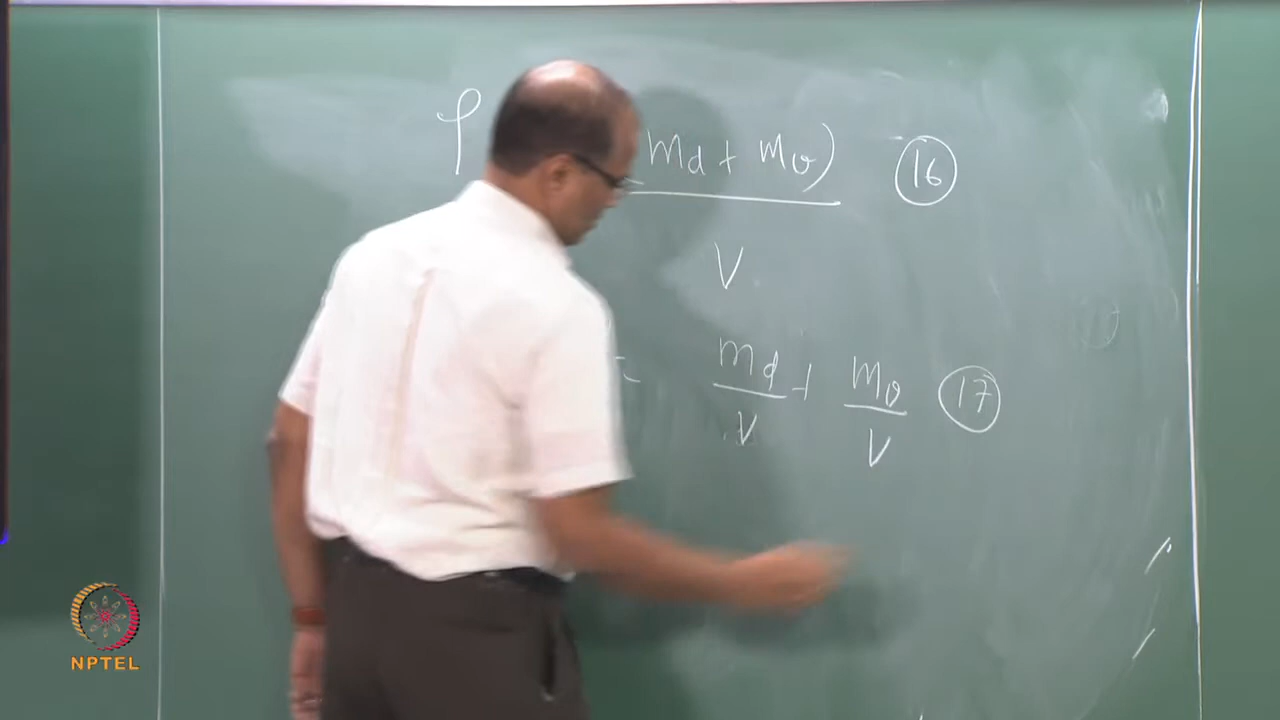 ρ md + mv) 16
V
= md/V + mv/V 17
NPTEL